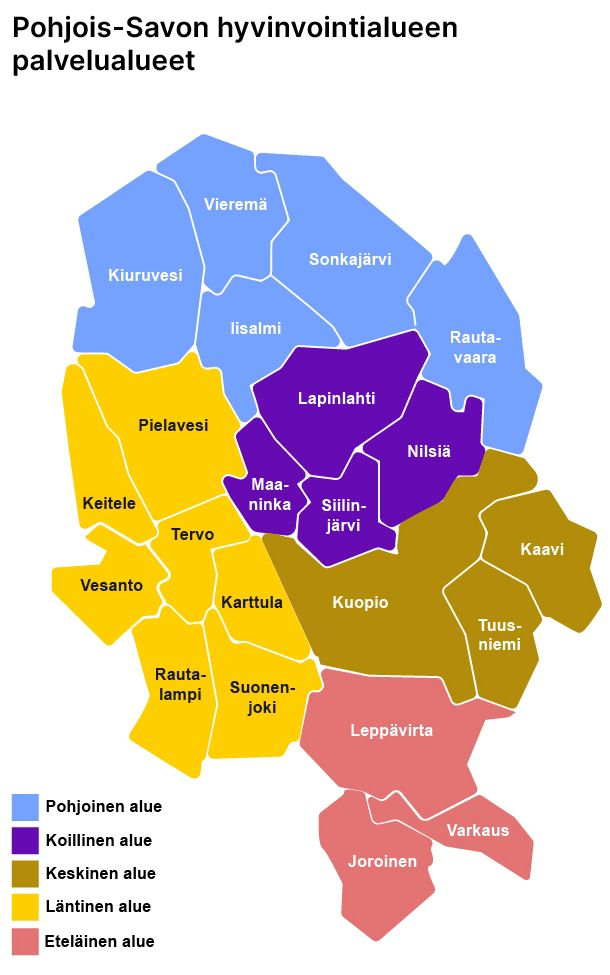 Pohjois-Savon hyvinvointialueen
palvelualueet
Vieremä
Sonkajärvi
Kiuruvesi
Iisalmi
Rauta-
vaara
Lapinlahti
Pielavesi
Nilsiä
Maa-
ninka
Keitele
Siilin-
järvi
Tervo
Kaavi
Vesanto
Karttula
Kuopio
Tuus-
niemi
Rauta-
lampi
Suonen-
joki
Leppävirta
Varkaus
Joroinen
Pohjoinen alue
Koillinen alue
Keskinen alue
Läntinen alue
Eteläinen alue